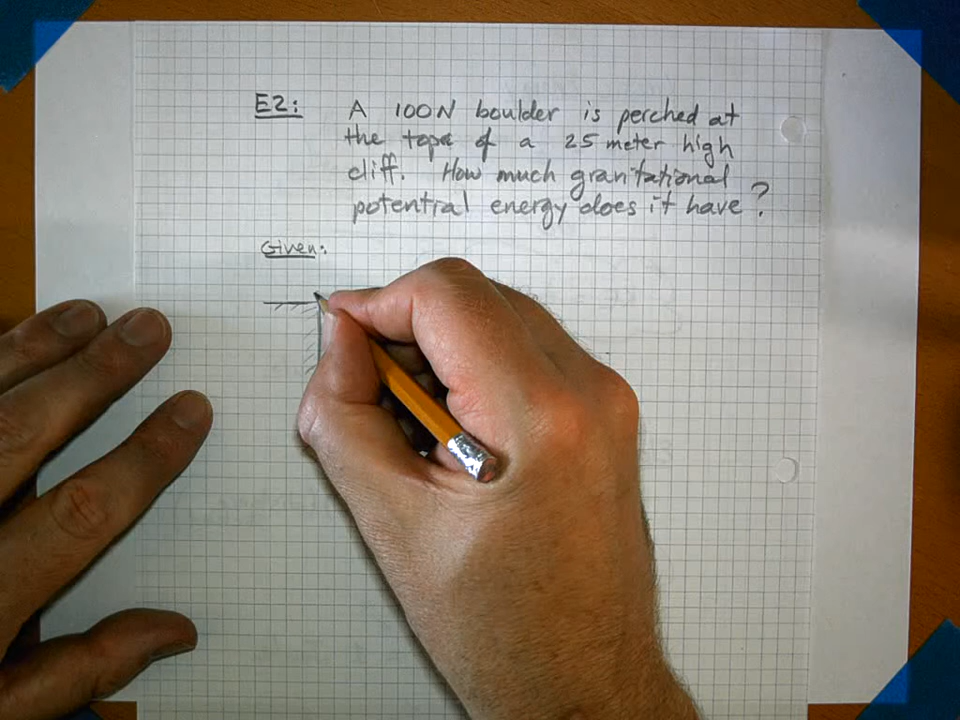 E2: A 100N boulder is perched at
the top of a 25 meter high
cliff. How much gravitational
potential energy does it have?
Given: